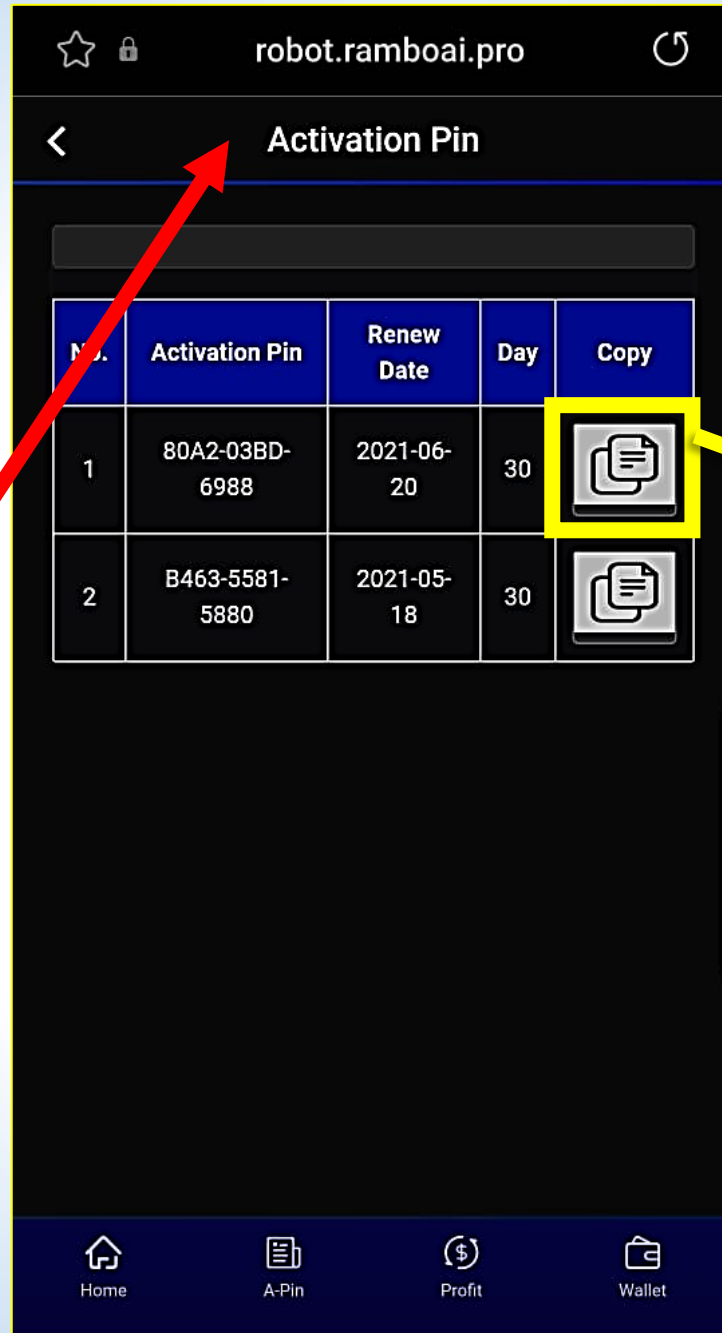 robot.ramboai.pro
Activation Pin
No. Activation Pin Renew Date Day Copy
1 80A2-03BD-6988 2021-06-20 30
2 B463-5581-5880 2021-05-18 30
Home A-Pin Profit Wallet